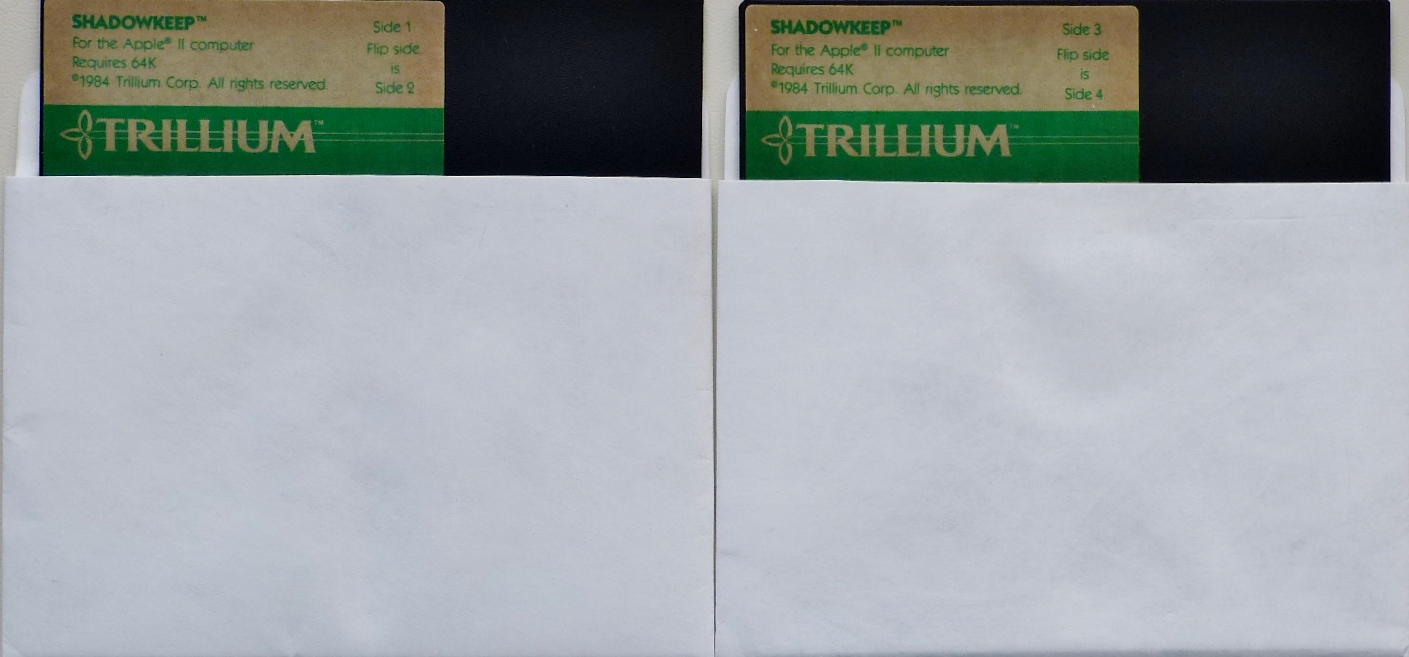 SHADOWKEEP™
For the Apple® II computer
Requires 64K
©1984 Trillium Corp. All rights reserved.
Side 1
Flip side
is
Side 2
TRILLIUM™
SHADOWKEEP™
For the Apple® II computer
Requires 64K
©1984 Trillium Corp. All rights reserved.
Side 3
Flip side
is
Side 4
TRILLIUM™